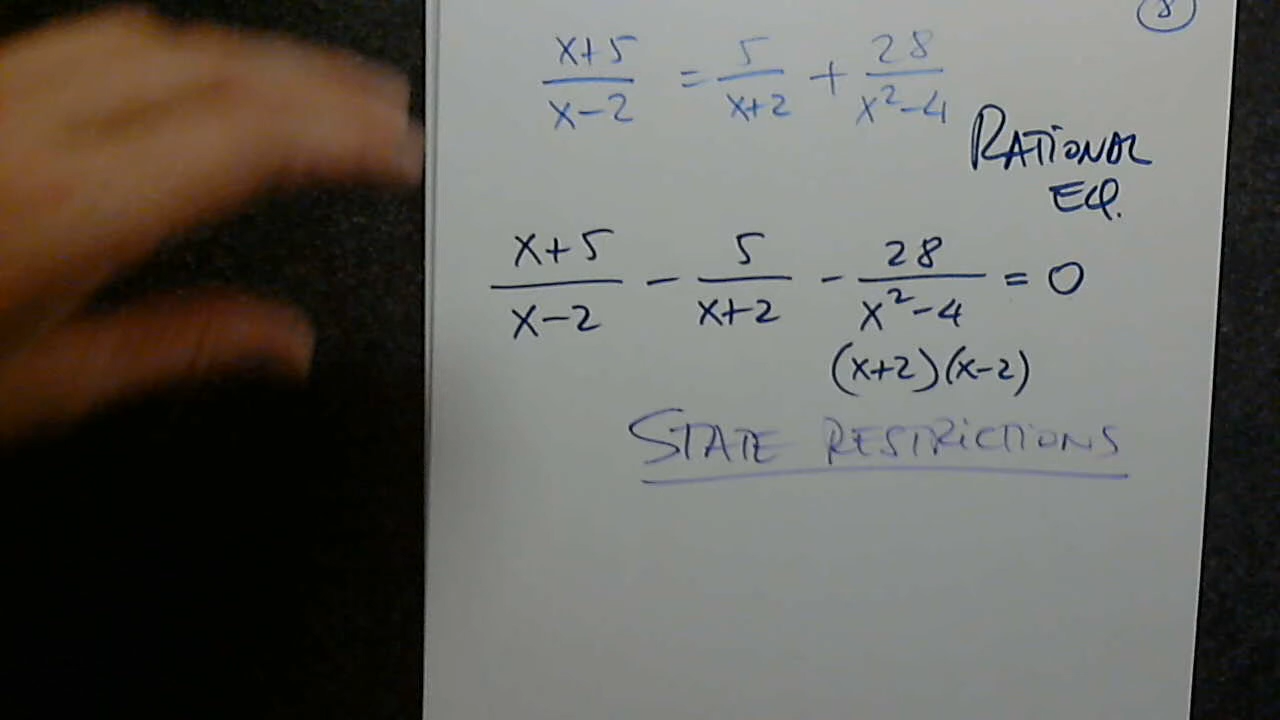 8
x+5/x-2 = 5/x+2 + 28/x²-4
RATIONAL
EQ.
x+5/x-2 - 5/x+2 - 28/x²-4 = 0
(x+2)(x-2)
STATE RESTRICTIONS